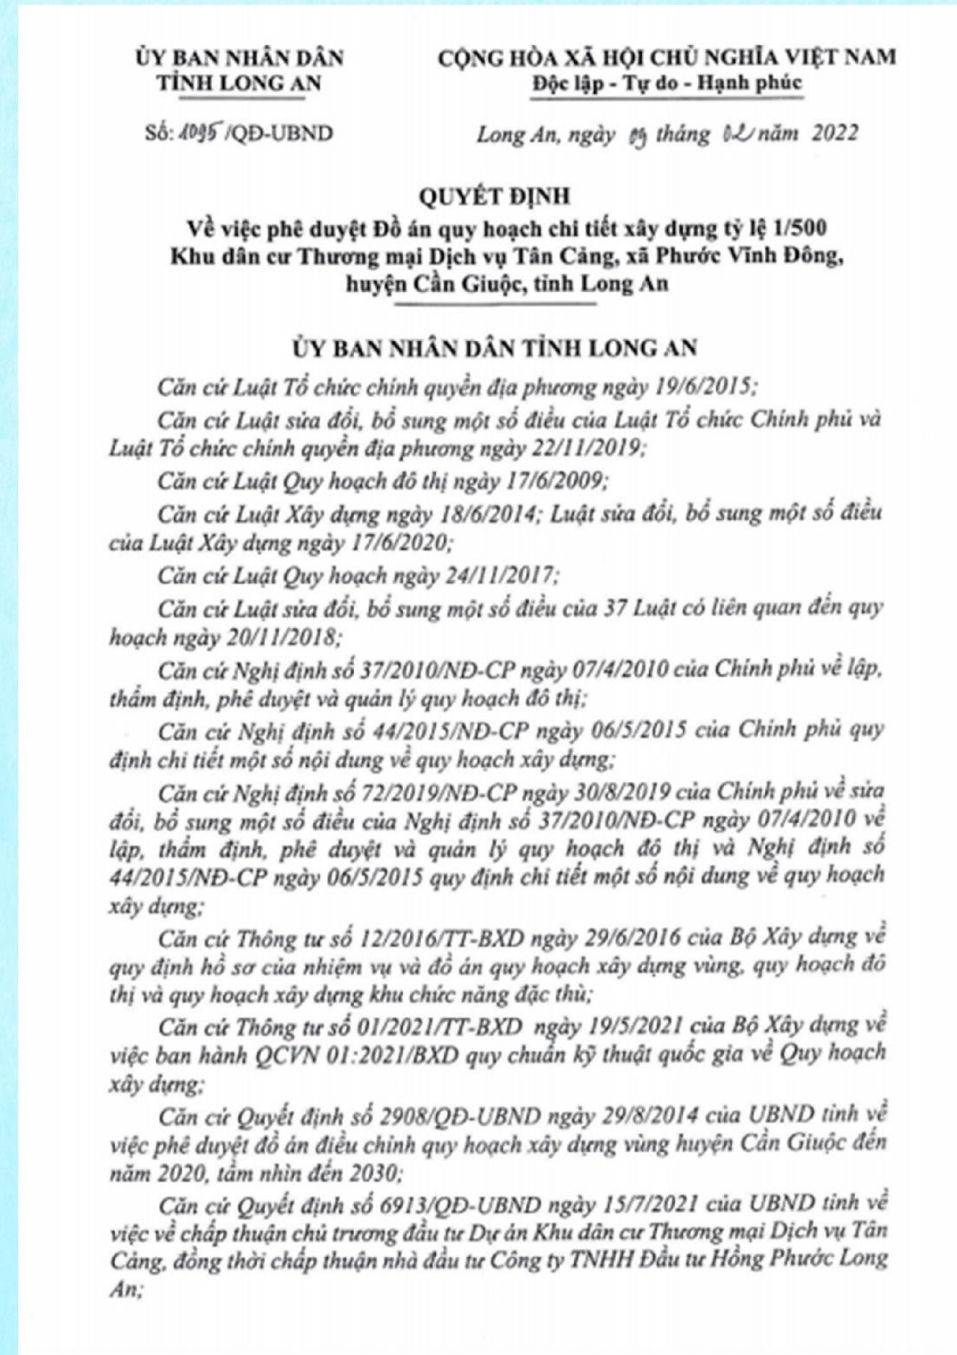 ỦY BAN NHÂN DÂN
TỈNH LONG AN
CỘNG HÒA XÃ HỘI CHỦ NGHĨA VIỆT NAM
Độc lập - Tự do - Hạnh phúc
Số: 1095/QĐ-UBND
Long An, ngày 09 tháng 02 năm 2022
QUYẾT ĐỊNH
Về việc phê duyệt Đồ án quy hoạch chi tiết xây dựng tỷ lệ 1/500
Khu dân cư Thương mại Dịch vụ Tân Cảng, xã Phước Vĩnh Đông,
huyện Cần Giuộc, tỉnh Long An
ỦY BAN NHÂN DÂN TỈNH LONG AN
Căn cứ Luật Tổ chức chính quyền địa phương ngày 19/6/2015;
Căn cứ Luật sửa đổi, bổ sung một số điều của Luật Tổ chức Chính phủ và
Luật Tổ chức chính quyền địa phương ngày 22/11/2019;
Căn cứ Luật Quy hoạch đô thị ngày 17/6/2009;
Căn cứ Luật Xây dựng ngày 18/6/2014; Luật sửa đổi, bổ sung một số điều
của Luật Xây dựng ngày 17/6/2020;
Căn cứ Luật Quy hoạch ngày 24/11/2017;
Căn cứ Luật sửa đổi, bổ sung một số điều của 37 Luật có liên quan đến quy
hoạch ngày 20/11/2018;
Căn cứ Nghị định số 37/2010/NĐ-CP ngày 07/4/2010 của Chính phủ về lập,
thẩm định, phê duyệt và quản lý quy hoạch đô thị;
Căn cứ Nghị định số 44/2015/NĐ-CP ngày 06/5/2015 của Chính phủ quy
định chi tiết một số nội dung về quy hoạch xây dựng;
Căn cứ Nghị định số 72/2019/NĐ-CP ngày 30/8/2019 của Chính phủ về sửa
đổi, bổ sung một số điều của Nghị định số 37/2010/NĐ-CP ngày 07/4/2010 về
lập, thẩm định, phê duyệt và quản lý quy hoạch đô thị và Nghị định số
44/2015/NĐ-CP ngày 06/5/2015 quy định chi tiết một số nội dung về quy hoạch
xây dựng;
Căn cứ Thông tư số 12/2016/TT-BXD ngày 29/6/2016 của Bộ Xây dựng về
quy định hồ sơ của nhiệm vụ và đồ án quy hoạch xây dựng vùng, quy hoạch đô
thị và quy hoạch xây dựng khu chức năng đặc thù;
Căn cứ Thông tư số 01/2021/TT-BXD ngày 19/5/2021 của Bộ Xây dựng về
việc ban hành QCVN 01:2021/BXD quy chuẩn kỹ thuật quốc gia về Quy hoạch
xây dựng;
Căn cứ Quyết định số 2908/QĐ-UBND ngày 29/8/2014 của UBND tỉnh về
việc phê duyệt đồ án điều chỉnh quy hoạch xây dựng vùng huyện Cần Giuộc đến
năm 2020, tầm nhìn đến 2030;
Căn cứ Quyết định số 6913/QĐ-UBND ngày 15/7/2021 của UBND tỉnh về
việc về chấp thuận chủ trương đầu tư Dự án Khu dân cư Thương mại Dịch vụ Tân
Cảng, đồng thời chấp thuận nhà đầu tư Công ty TNHH Đầu tư Hồng Phước Long
An;